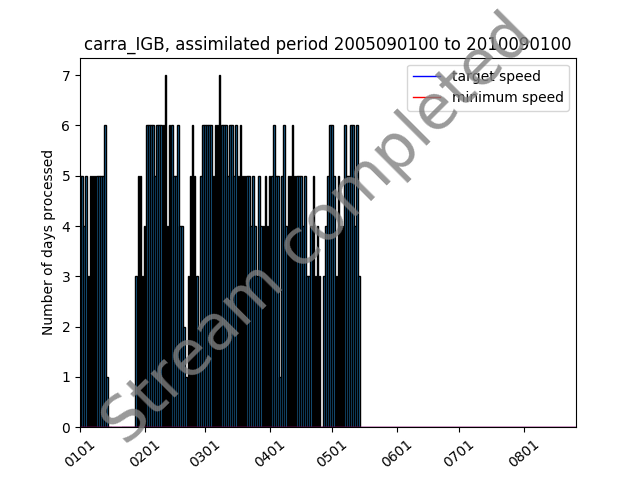 carra_IGB, assimilated period 2005090100 to 2010090100
target speed
minimum speed
Number of days processed
7
6
5
4
3
2
1
0
0101 0201 0301 0401 0501 0601 0701 0801
Stream completed